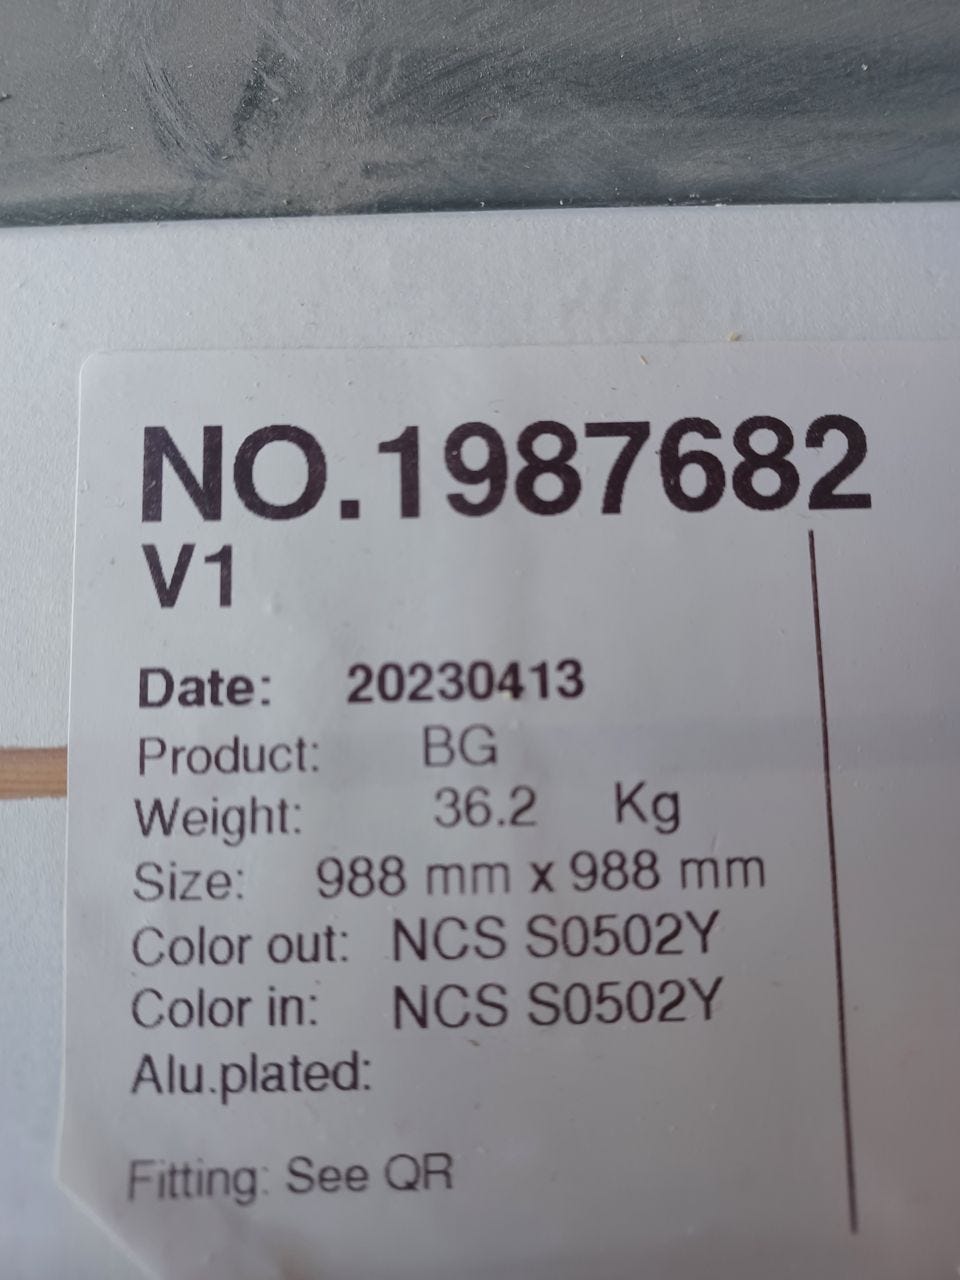 NO.1987682
V1
Date: 20230413
Product: BG
Weight: 36.2 Kg
Size: 988 mm x 988 mm
Color out: NCS S0502Y
Color in: NCS S0502Y
Alu.plated:
Fitting: See QR